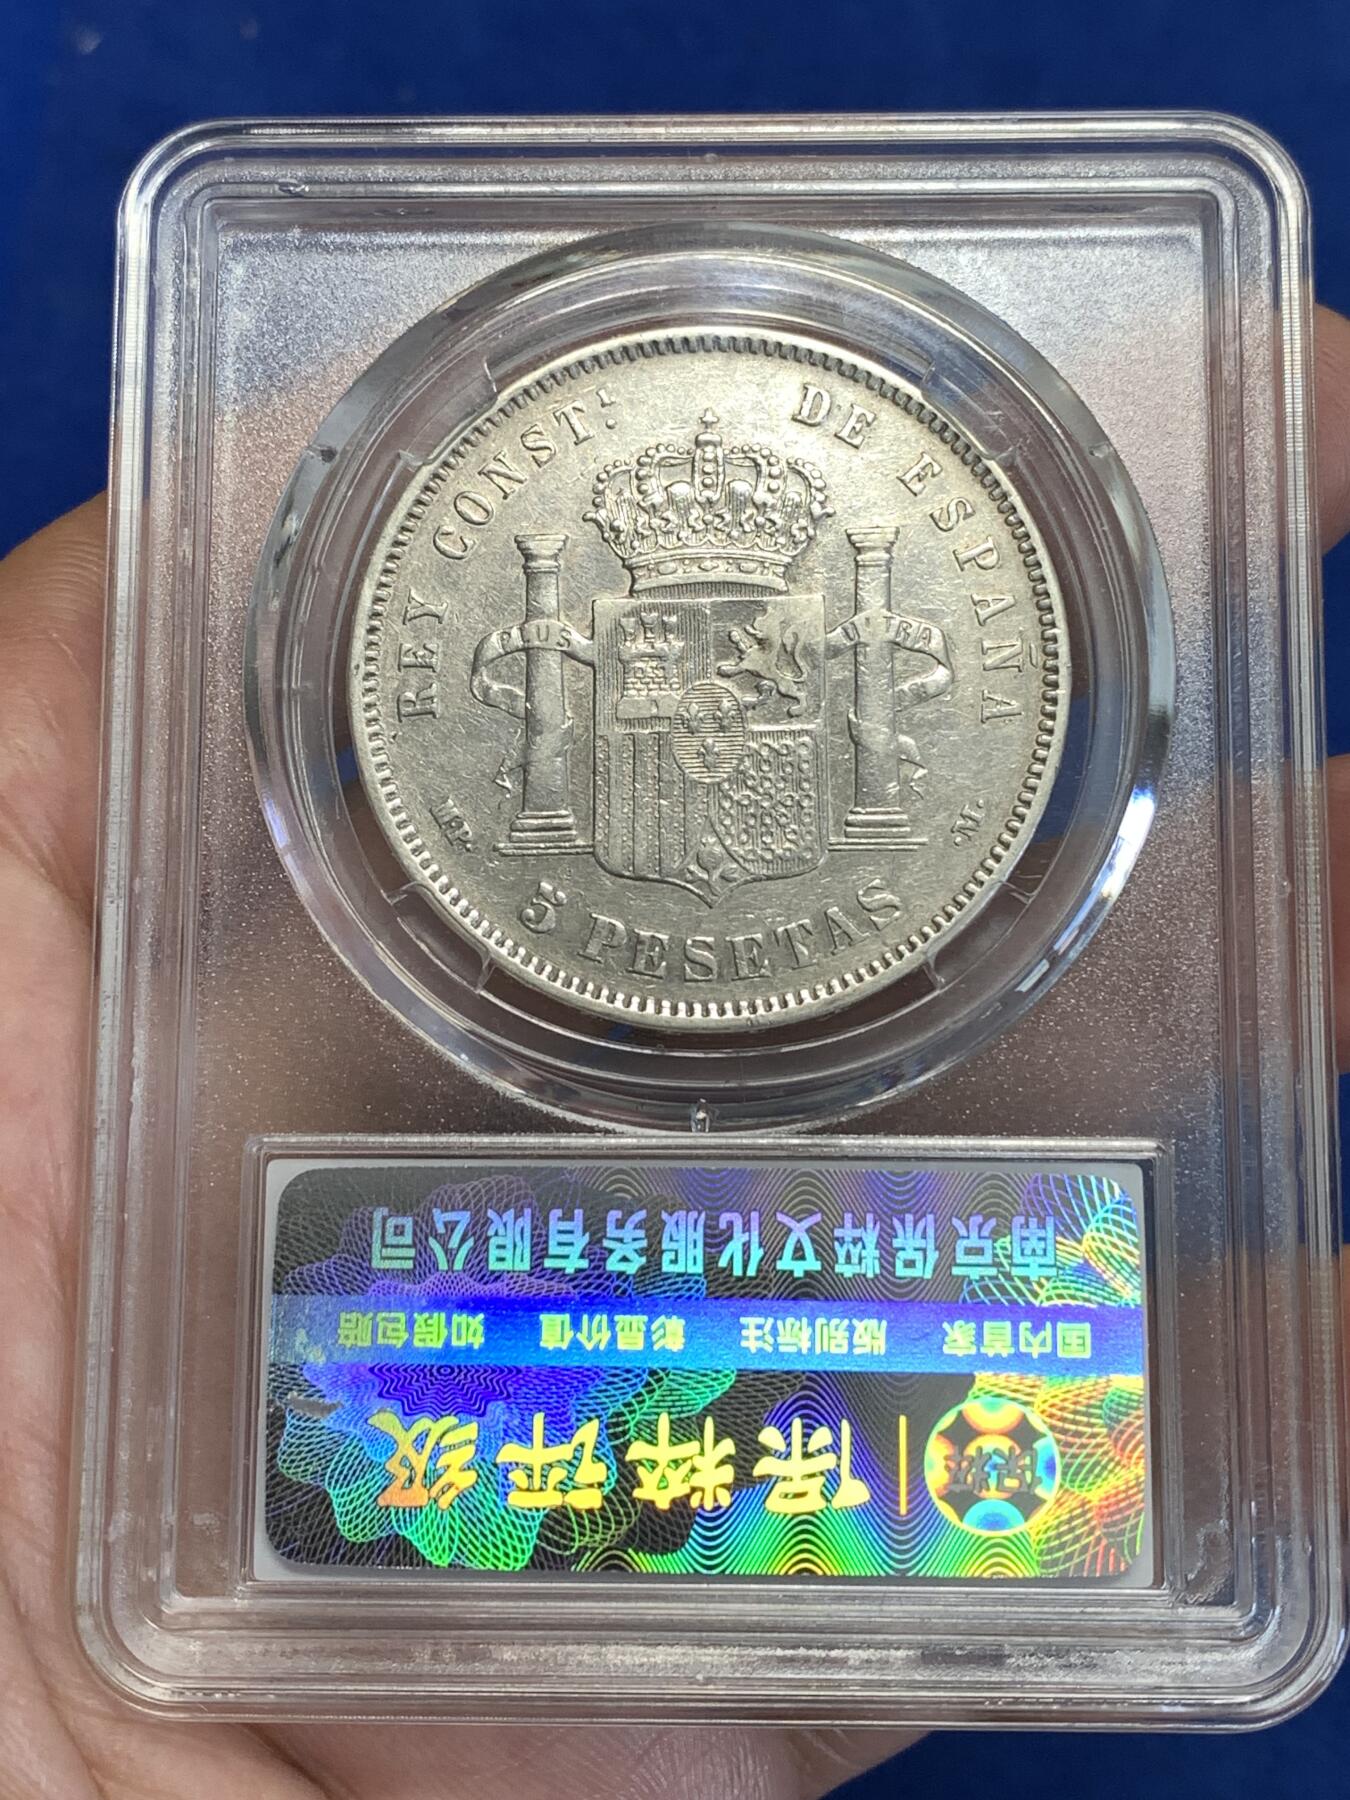 REY CONST.L DE ESPAÑA
PLUS ULTRA
M.P. .M.
5 PESETAS
南京保粹文化服务有限公司
国内首家 版别标注 彰显价值 如假包赔
保粹
保粹评级